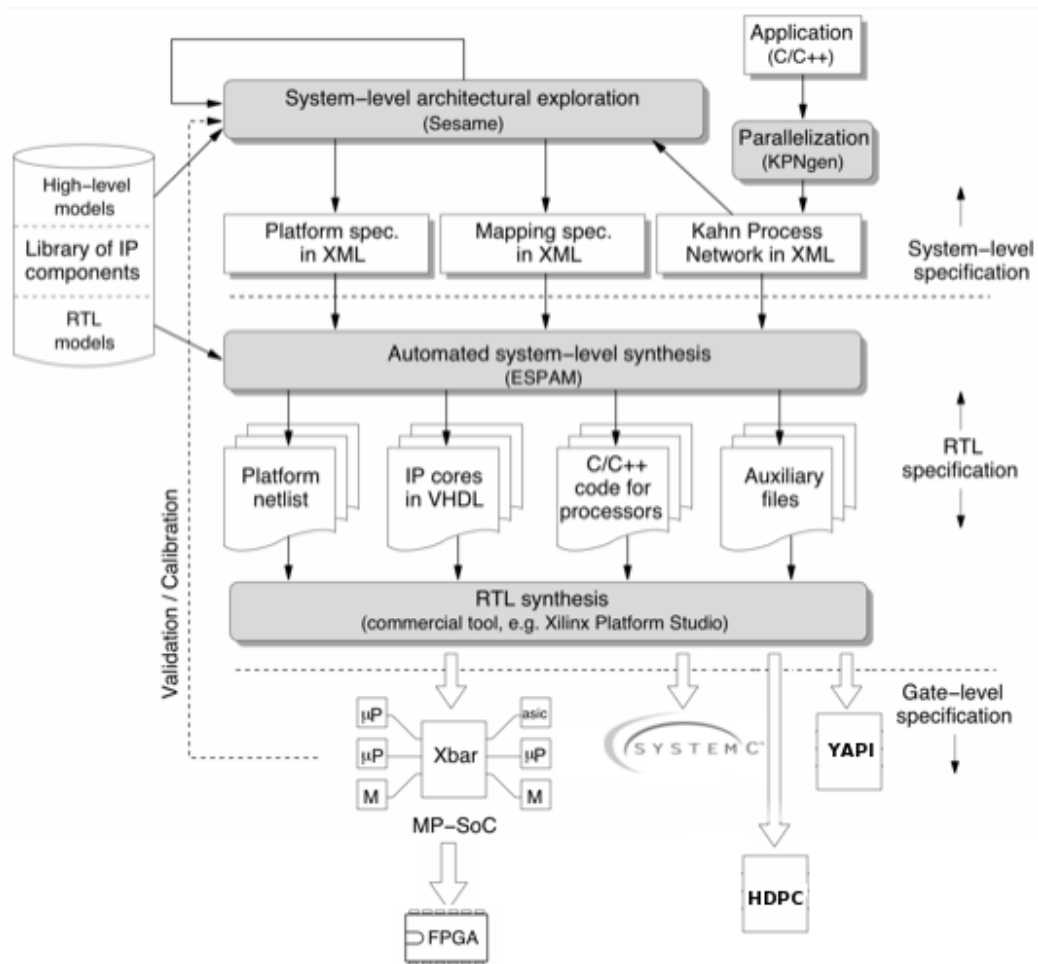 Application
(C/C++)
System-level architectural exploration
(Sesame)
Parallelization
(KPNgen)
High-level
models
Library of IP
components
RTL
models
Platform spec.
in XML
Mapping spec.
in XML
Kahn Process
Network in XML
System-level
specification
Automated system-level synthesis
(ESPAM)
Platform
netlist
IP cores
in VHDL
C/C++
code for
processors
Auxiliary
files
RTL
specification
Validation / Calibration
RTL synthesis
(commercial tool, e.g. Xilinx Platform Studio)
Gate-level
specification
μP
μP
M
Xbar
asic
μP
M
MP-SoC
SYSTEM C™
YAPI
HDPC
FPGA